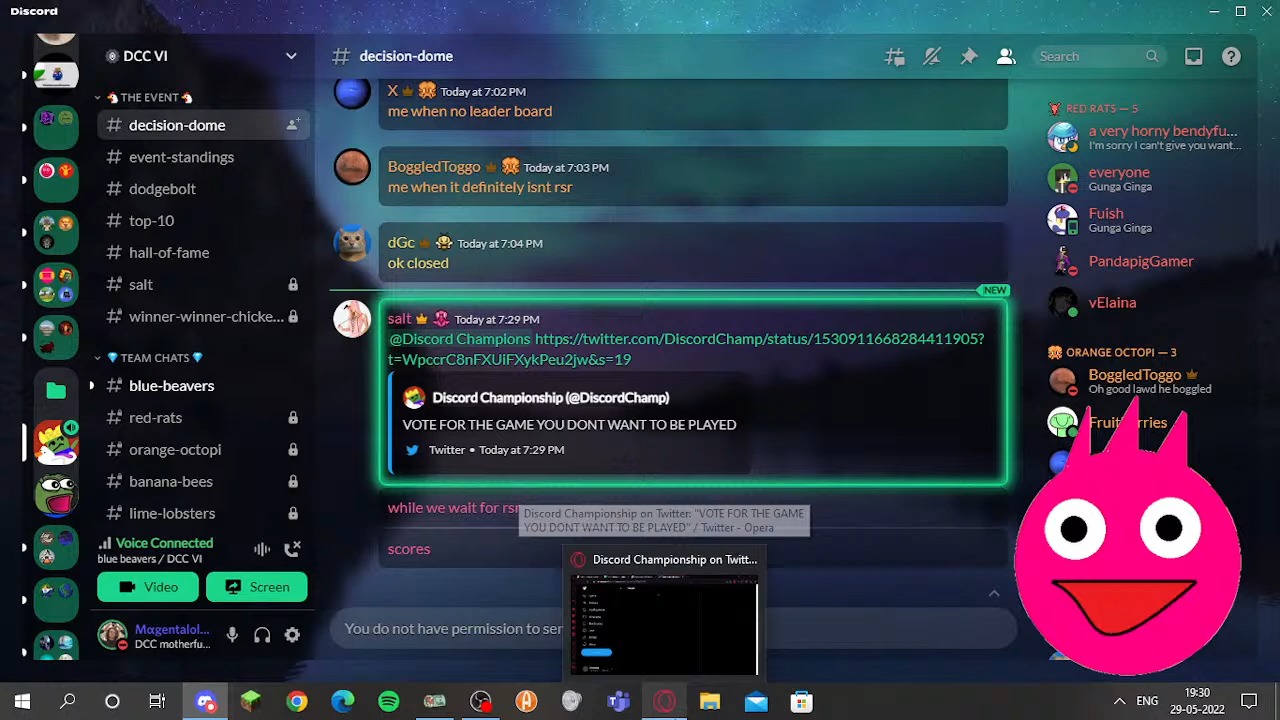 Discord
DCC VI
THE EVENT
decision-dome
event-standings
dodgebolt
top-10
hall-of-fame
salt
winner-winner-chicke...
TEAM CHATS
blue-beavers
red-rats
orange-octopi
banana-bees
lime-lobsters
Voice Connected
blue beavers / DCC VI
Video
Screen
Mαgentalol...
DCC motherfu...
decision-dome
Search
X Today at 7:02 PM
me when no leader board
BoggledToggo Today at 7:03 PM
me when it definitely isnt rsr
dGc Today at 7:04 PM
ok closed
NEW
salt Today at 7:29 PM
@Discord Champions https://twitter.com/DiscordChamp/status/1530911668284411905?
t=WpccrC8nFXUiFXykPeu2jw&s=19
Discord Championship (@DiscordChamp)
VOTE FOR THE GAME YOU DONT WANT TO BE PLAYED
Twitter • Today at 7:29 PM
while we wait for rsr
Discord Championship on Twitter: "VOTE FOR THE GAME
YOU DONT WANT TO BE PLAYED" / Twitter - Opera
scores
Discord Championship on Twitt...
You do not have permission to sen
RED RATS — 5
a very horny bendyfu...
I'm sorry I can't give you want...
everyone
Gunga Ginga
Fuish
Gunga Ginga
PandapigGamer
vElaina
ORANGE OCTOPI — 3
BoggledToggo
Oh good lawd he boggled
ENG
19:30
29-05-2022